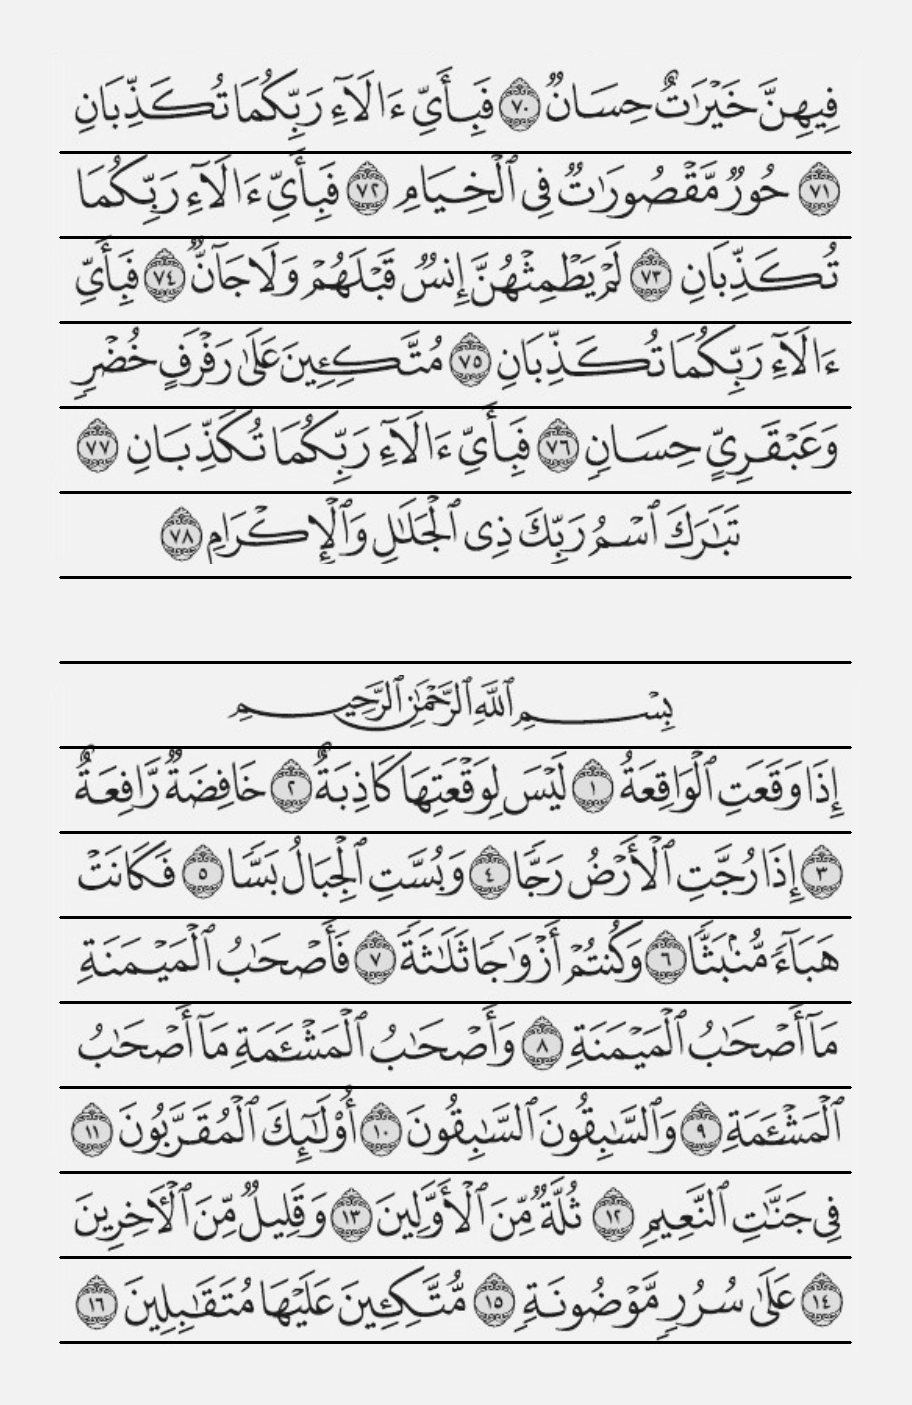 فِيهِنَّ خَيْرَٰتٌ حِسَانٌ ٧٠ فَبِأَيِّ ءَالَآءِ رَبِّكُمَا تُكَذِّبَانِ
٧١ حُورٌ مَّقْصُورَٰتٌ فِى ٱلْخِيَامِ ٧٢ فَبِأَيِّ ءَالَآءِ رَبِّكُمَا
تُكَذِّبَانِ ٧٣ لَمْ يَطْمِثْهُنَّ إِنسٌ قَبْلَهُمْ وَلَا جَآنٌّ ٧٤ فَبِأَيِّ
ءَالَآءِ رَبِّكُمَا تُكَذِّبَانِ ٧٥ مُتَّكِـِٔينَ عَلَىٰ رَفْرَفٍ خُضْرٍ
وَعَبْقَرِىٍّ حِسَانٍ ٧٦ فَبِأَيِّ ءَالَآءِ رَبِّكُمَا تُكَذِّبَانِ ٧٧
تَبَٰرَكَ ٱسْمُ رَبِّكَ ذِى ٱلْجَلَٰلِ وَٱلْإِكْرَامِ ٧٨
بِسْمِ ٱللَّهِ ٱلرَّحْمَٰنِ ٱلرَّحِيمِ
إِذَا وَقَعَتِ ٱلْوَاقِعَةُ ١ لَيْسَ لِوَقْعَتِهَا كَاذِبَةٌ ٢ خَافِضَةٌ رَّافِعَةٌ
٣ إِذَا رُجَّتِ ٱلْأَرْضُ رَجًّا ٤ وَبُسَّتِ ٱلْجِبَالُ بَسًّا ٥ فَكَانَتْ
هَبَآءً مُّنۢبَثًّا ٦ وَكُنتُمْ أَزْوَٰجًا ثَلَٰثَةً ٧ فَأَصْحَٰبُ ٱلْمَيْمَنَةِ
مَآ أَصْحَٰبُ ٱلْمَيْمَنَةِ ٨ وَأَصْحَٰبُ ٱلْمَشْـَٔمَةِ مَآ أَصْحَٰبُ
ٱلْمَشْـَٔمَةِ ٩ وَٱلسَّٰبِقُونَ ٱلسَّٰبِقُونَ ١٠ أُو۟لَٰٓئِكَ ٱلْمُقَرَّبُونَ ١١
فِى جَنَّٰتِ ٱلنَّعِيمِ ١٢ ثُلَّةٌ مِّنَ ٱلْأَوَّلِينَ ١٣ وَقَلِيلٌ مِّنَ ٱلْـَٔاخِرِينَ
١٤ عَلَىٰ سُرُرٍ مَّوْضُونَةٍ ١٥ مُّتَّكِـِٔينَ عَلَيْهَا مُتَقَٰبِلِينَ ١٦